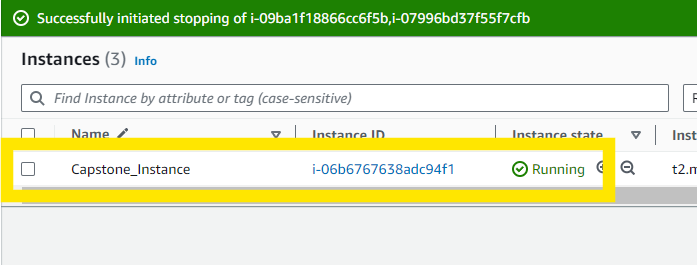 Successfully initiated stopping of i-09ba1f18866cc6f5b,i-07996bd37f55f7cfb
Instances (3) Info
Find Instance by attribute or tag (case-sensitive)
Name Instance ID Instance state
Capstone_Instance i-06b6767638adc94f1 Running